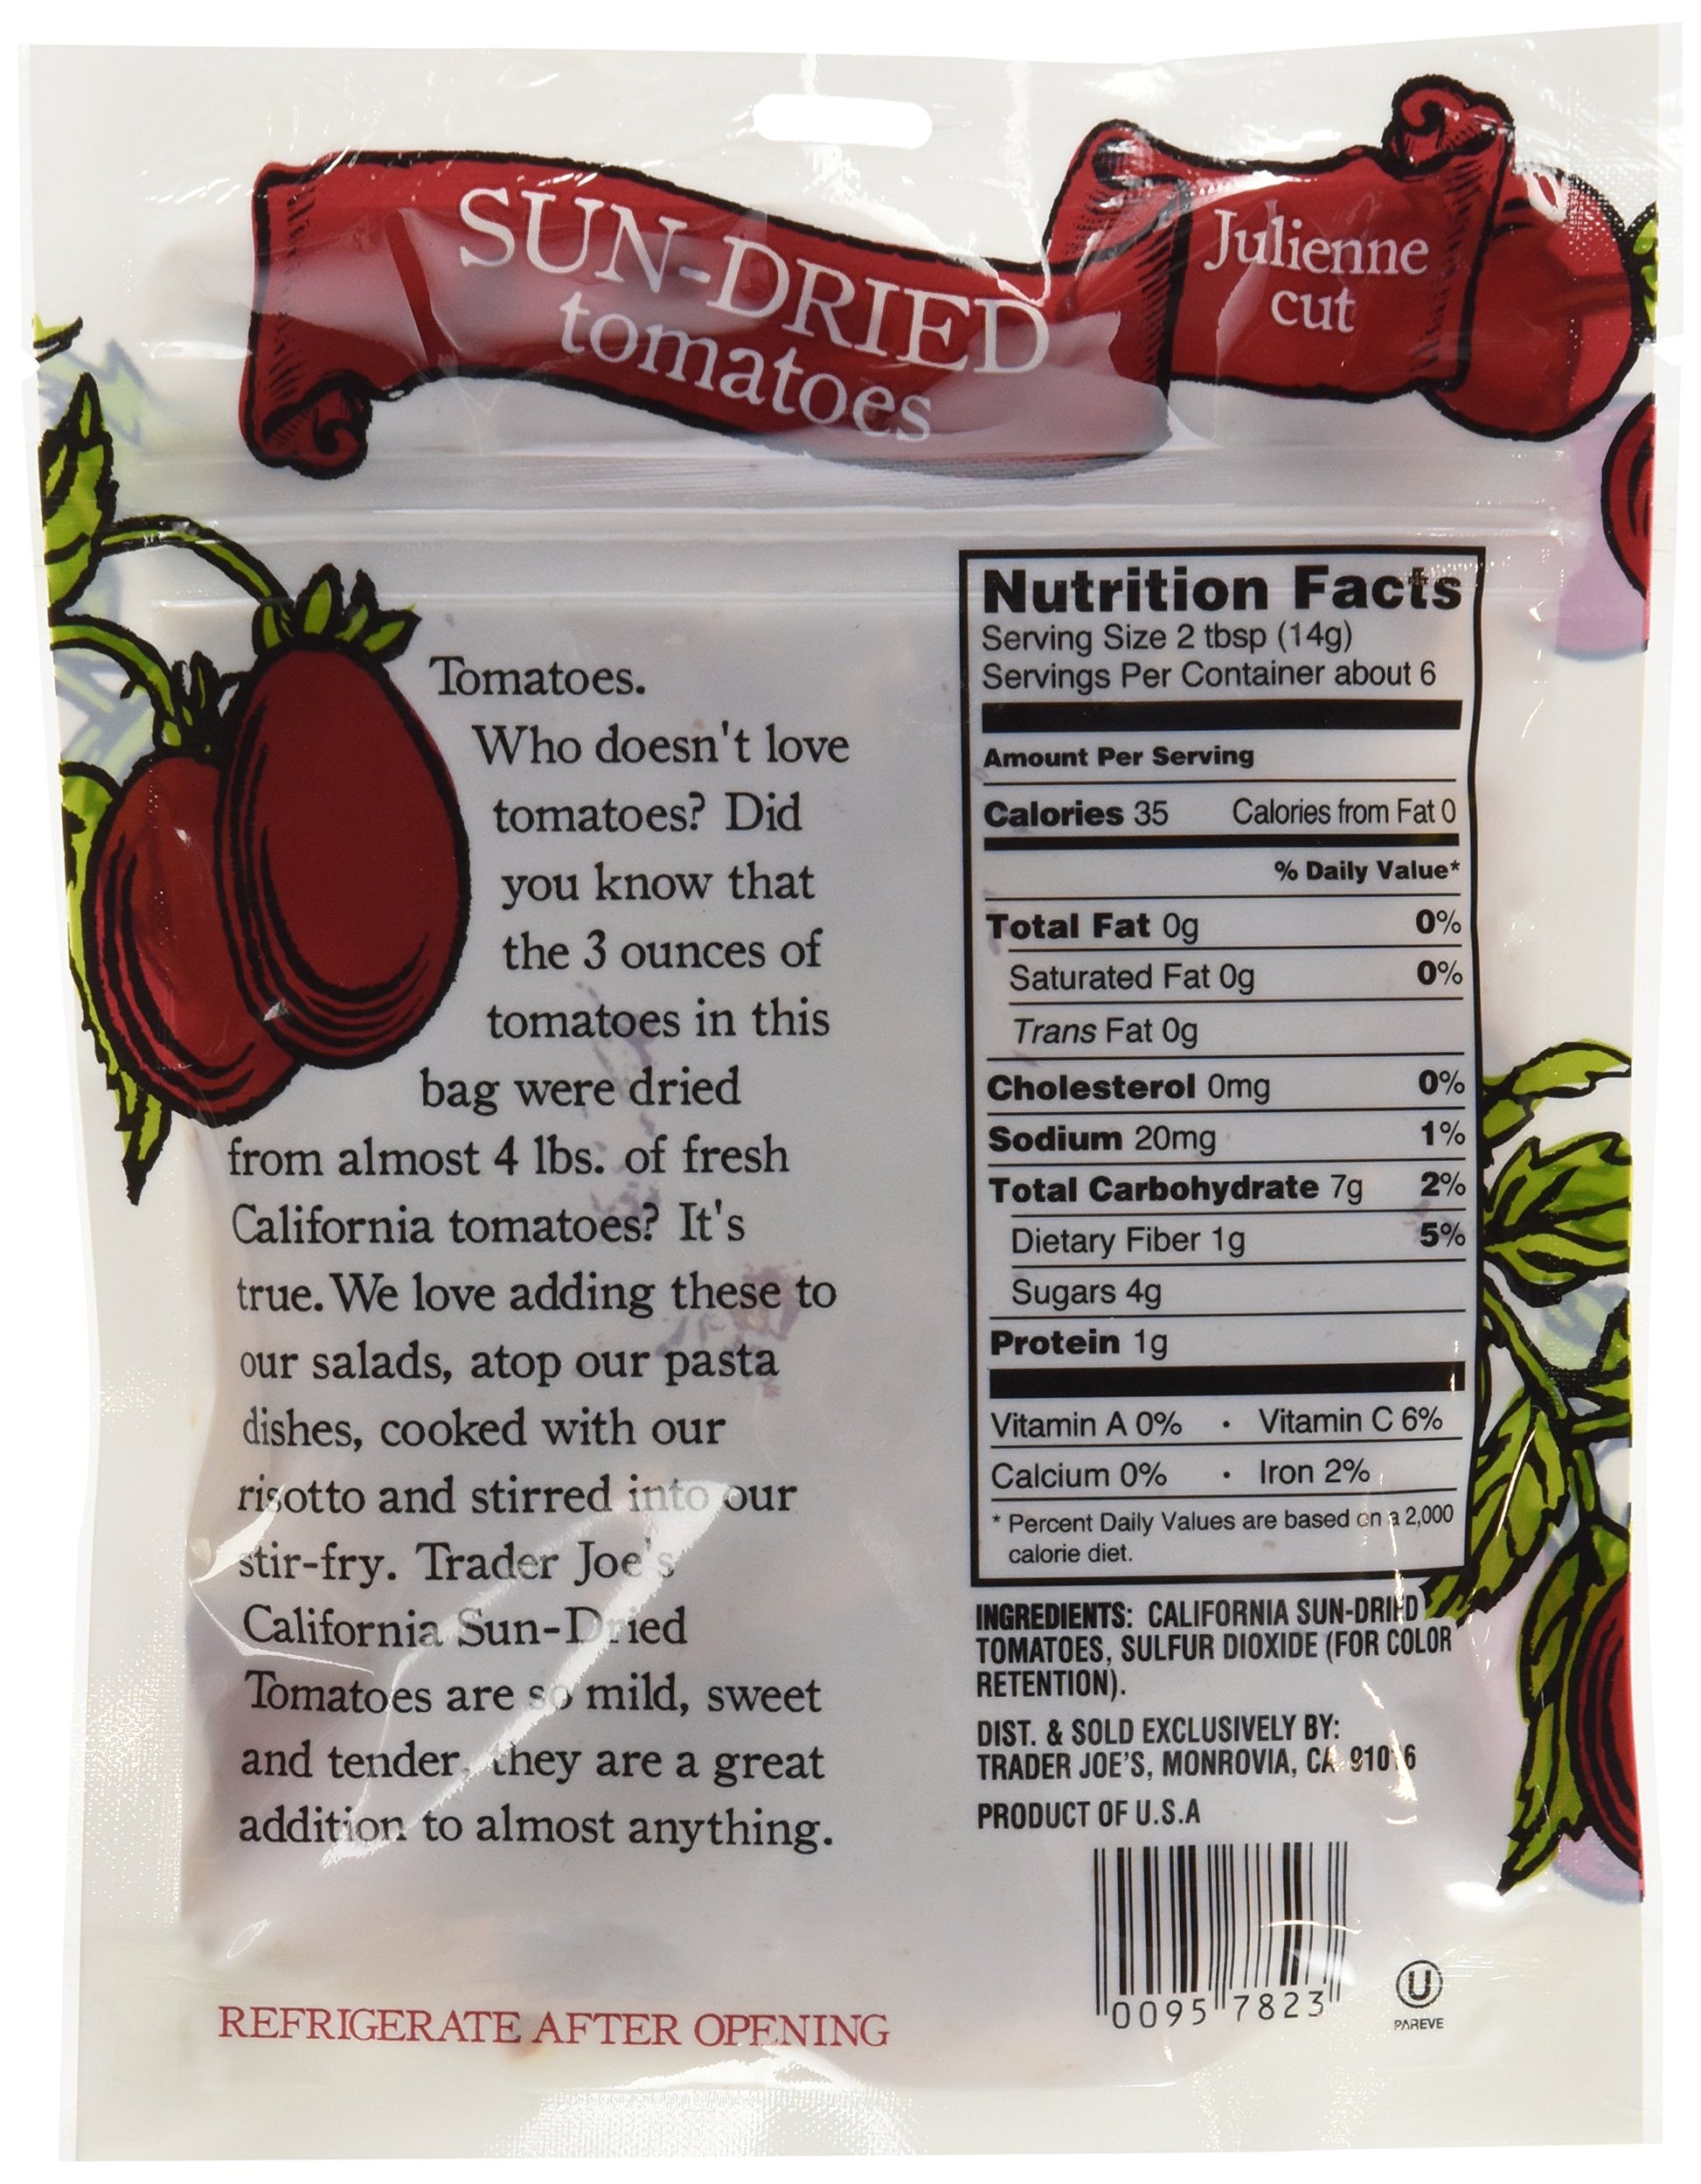 SUN-DRIED
tomatoes
Julienne
cut
Tomatoes.
Who doesn't love
tomatoes? Did
you know that
the 3 ounces of
tomatoes in this
bag were dried
from almost 4 lbs. of fresh
California tomatoes? It's
true. We love adding these to
our salads, atop our pasta
dishes, cooked with our
risotto and stirred into our
stir-fry. Trader Joe's
California Sun-Dried
Tomatoes are so mild, sweet
and tender, they are a great
addition to almost anything.
REFRIGERATE AFTER OPENING
Nutrition Facts
Serving Size 2 tbsp (14g)
Servings Per Container about 6
Amount Per Serving
Calories 35 Calories from Fat 0
% Daily Value*
Total Fat 0g 0%
Saturated Fat 0g 0%
Trans Fat 0g
Cholesterol 0mg 0%
Sodium 20mg 1%
Total Carbohydrate 7g 2%
Dietary Fiber 1g 5%
Sugars 4g
Protein 1g
Vitamin A 0% • Vitamin C 6%
Calcium 0% • Iron 2%
* Percent Daily Values are based on a 2,000
calorie diet.
INGREDIENTS: CALIFORNIA SUN-DRIED
TOMATOES, SULFUR DIOXIDE (FOR COLOR
RETENTION).
DIST. & SOLD EXCLUSIVELY BY:
TRADER JOE'S, MONROVIA, CA 91016
PRODUCT OF U.S.A
0095 7823
U
PAREVE